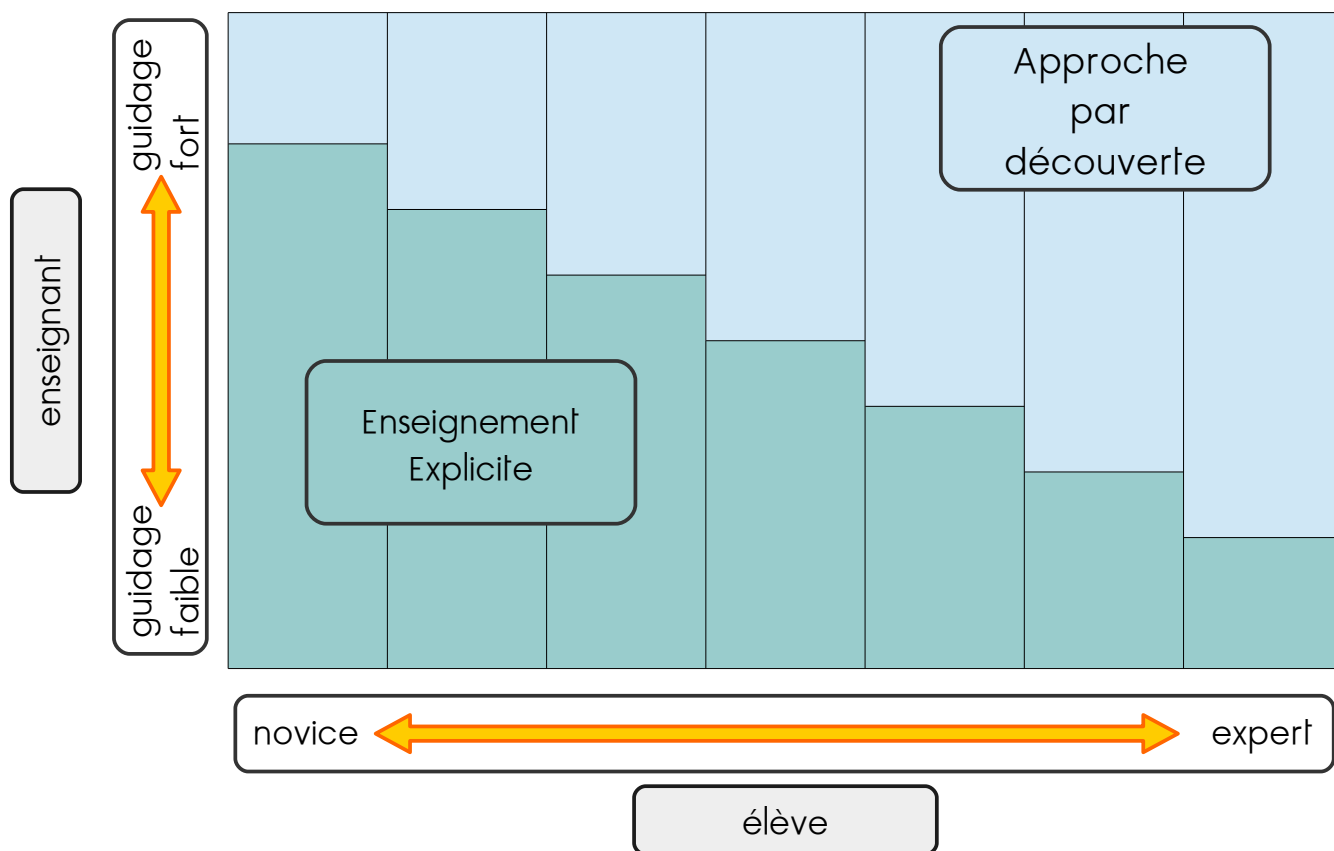 enseignant
guidage
fort
guidage
faible
Approche
par
découverte
Enseignement
Explicite
novice
expert
élève